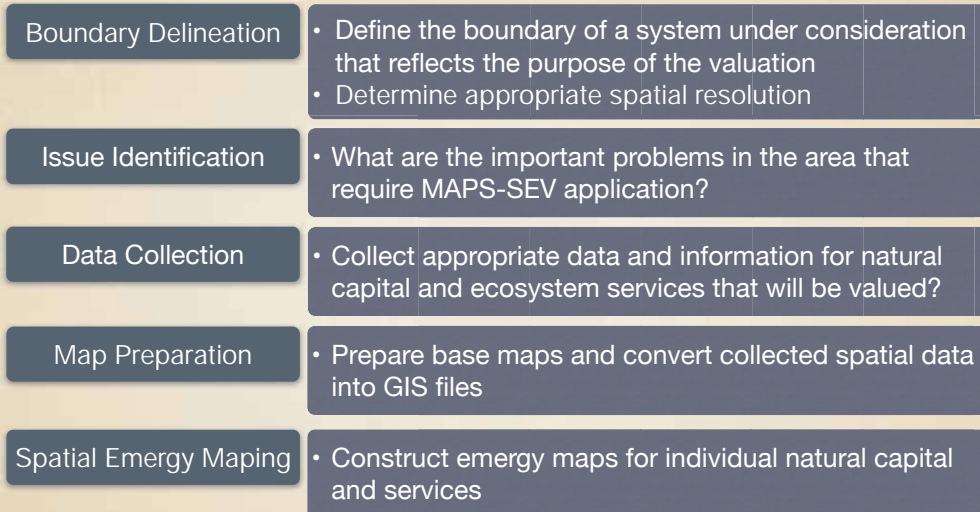 Boundary Delineation
• Define the boundary of a system under consideration
that reflects the purpose of the valuation
• Determine appropriate spatial resolution
Issue Identification
• What are the important problems in the area that
require MAPS-SEV application?
Data Collection
• Collect appropriate data and information for natural
capital and ecosystem services that will be valued?
Map Preparation
• Prepare base maps and convert collected spatial data
into GIS files
Spatial Emergy Maping
• Construct emergy maps for individual natural capital
and services